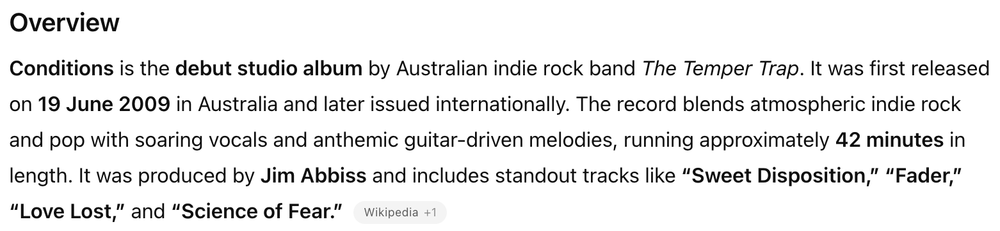 Overview
Conditions is the debut studio album by Australian indie rock band The Temper Trap. It was first released
on 19 June 2009 in Australia and later issued internationally. The record blends atmospheric indie rock
and pop with soaring vocals and anthemic guitar-driven melodies, running approximately 42 minutes in
length. It was produced by Jim Abbiss and includes standout tracks like “Sweet Disposition,” “Fader,”
“Love Lost,” and “Science of Fear.” Wikipedia +1